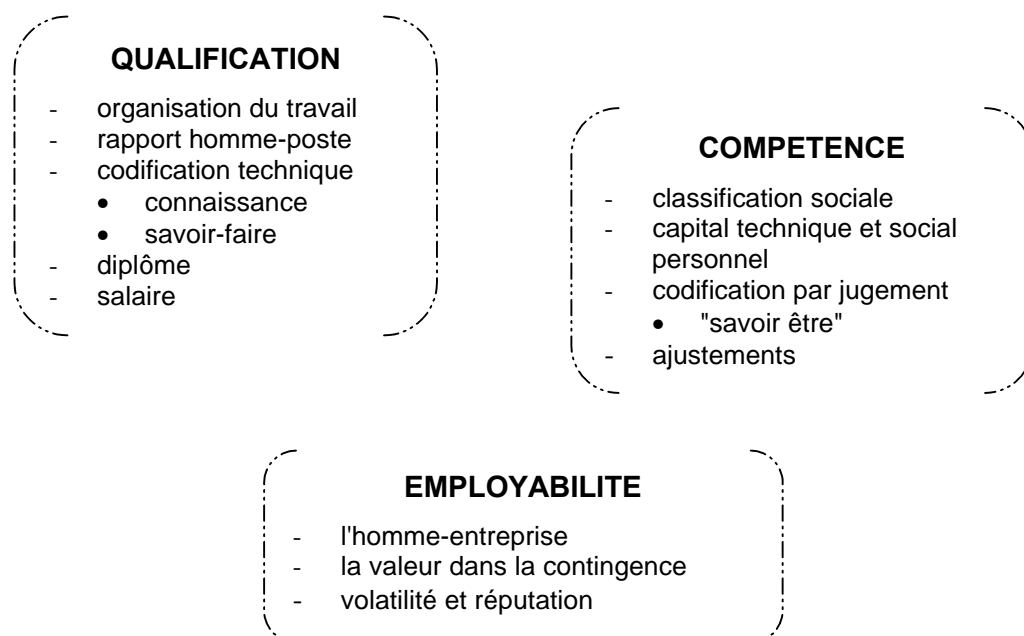 QUALIFICATION
- organisation du travail
- rapport homme-poste
- codification technique
• connaissance
• savoir-faire
- diplôme
- salaire
COMPETENCE
- classification sociale
- capital technique et social
personnel
- codification par jugement
• "savoir être"
- ajustements
EMPLOYABILITE
- l'homme-entreprise
- la valeur dans la contingence
- volatilité et réputation